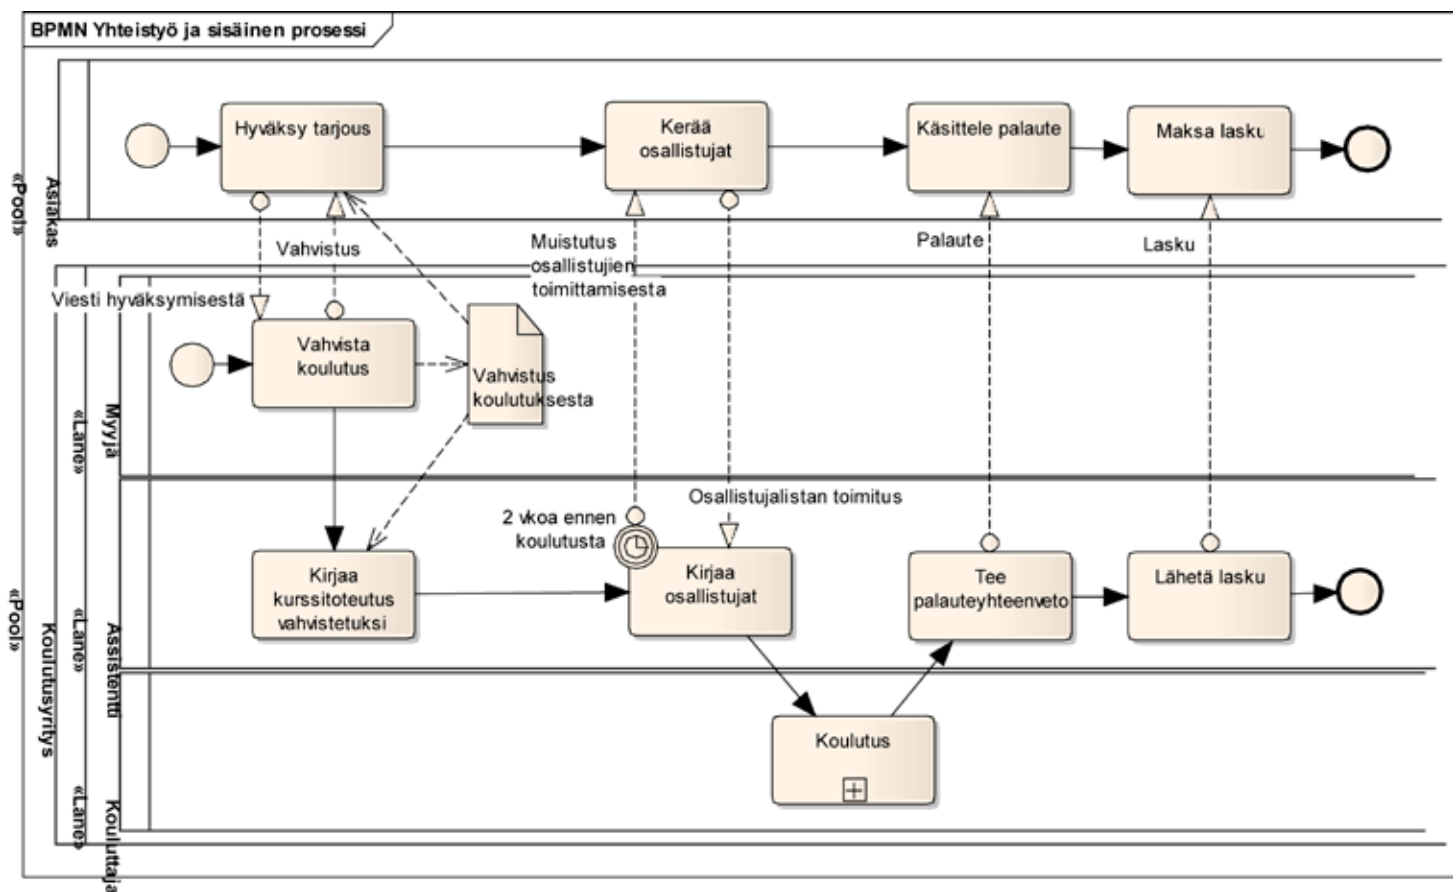 BPMN Yhteistyö ja sisäinen prosessi
«Pool»
Asiakas
Hyväksy tarjous
Kerää
osallistujat
Käsittele palaute
Maksa lasku
Vahvistus
Viesti hyväksymisestä
Muistutus
osallistujien
toimittamisesta
Palaute
Lasku
«Pool»
Koulutusyritys
«Lane»
Myyjä
Vahvista
koulutus
Vahvistus
koulutuksesta
«Lane»
Assistentti
2 vkoa ennen
koulutusta
Osallistujalistan toimitus
Kirjaa
kurssitoteutus
vahvistetuksi
Kirjaa
osallistujat
Tee
palauteyhteenveto
Lähetä lasku
«Lane»
Kouluttaja
Koulutus